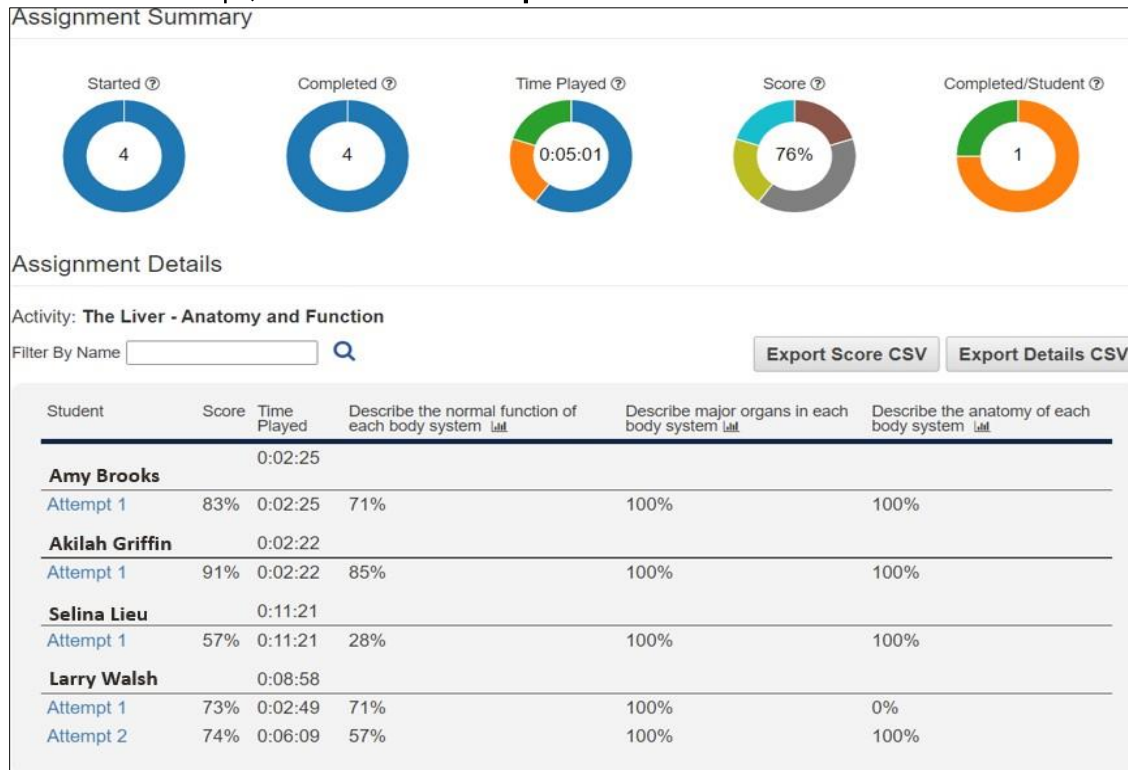 Assignment Summary
Started ?
Completed ?
Time Played ?
Score ?
Completed/Student ?
4
4
0:05:01
76%
1
Assignment Details
Activity: The Liver - Anatomy and Function
Filter By Name
Export Score CSV
Export Details CSV
Student Score Time Played Describe the normal function of each body system Describe major organs in each body system Describe the anatomy of each body system
0:02:25
Amy Brooks
Attempt 1 83% 0:02:25 71% 100% 100%
Akilah Griffin 0:02:22
Attempt 1 91% 0:02:22 85% 100% 100%
Selina Lieu 0:11:21
Attempt 1 57% 0:11:21 28% 100% 100%
Larry Walsh 0:08:58
Attempt 1 73% 0:02:49 71% 100% 0%
Attempt 2 74% 0:06:09 57% 100% 100%